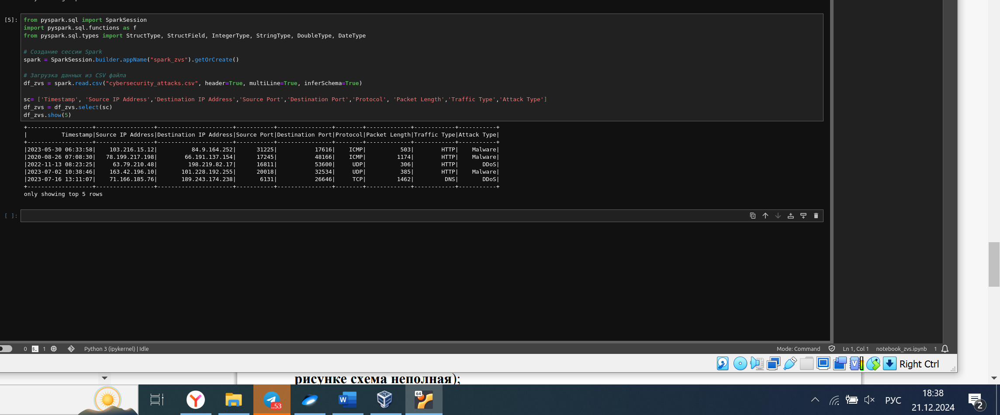 [5]: from pyspark.sql import SparkSession
import pyspark.sql.functions as f
from pyspark.sql.types import StructType, StructField, IntegerType, StringType, DoubleType, DateType
# Создание сессии Spark
spark = SparkSession.builder.appName("spark_zvs").getOrCreate()
# Загрузка данных из CSV файла
df_zvs = spark.read.csv("cybersecurity_attacks.csv", header=True, multiLine=True, inferSchema=True)
sc= ['Timestamp', 'Source IP Address','Destination IP Address','Source Port','Destination Port','Protocol', 'Packet Length','Traffic Type','Attack Type']
df_zvs = df_zvs.select(sc)
df_zvs.show(5)
+-------------------+-----------------+----------------------+-----------+----------------+--------+-------------+------------+-----------+
|          Timestamp|Source IP Address|Destination IP Address|Source Port|Destination Port|Protocol|Packet Length|Traffic Type|Attack Type|
+-------------------+-----------------+----------------------+-----------+----------------+--------+-------------+------------+-----------+
|2023-05-30 06:33:58|    103.216.15.12|          84.9.164.252|      31225|           17616|    ICMP|          503|        HTTP|    Malware|
|2020-08-26 07:08:30|   78.199.217.198|        66.191.137.154|      17245|           48166|    ICMP|         1174|        HTTP|    Malware|
|2022-11-13 08:23:25|     63.79.210.48|         198.219.82.17|      16811|           53600|     UDP|          306|        HTTP|       DDoS|
|2023-07-02 10:38:46|    163.42.196.10|       101.228.192.255|      20018|           32534|     UDP|          385|        HTTP|    Malware|
|2023-07-16 13:11:07|    71.166.185.76|       189.243.174.238|       6131|           26646|     TCP|         1462|         DNS|       DDoS|
+-------------------+-----------------+----------------------+-----------+----------------+--------+-------------+------------+-----------+
only showing top 5 rows
[ ]:
0 $_ 1 Python 3 (ipykernel) | Idle Mode: Command Ln 1, Col 1 notebook_zvs.ipynb 1
Right Ctrl
рисунке схема неполная);
..53 W 64 РУС 18:38
21.12.2024 2